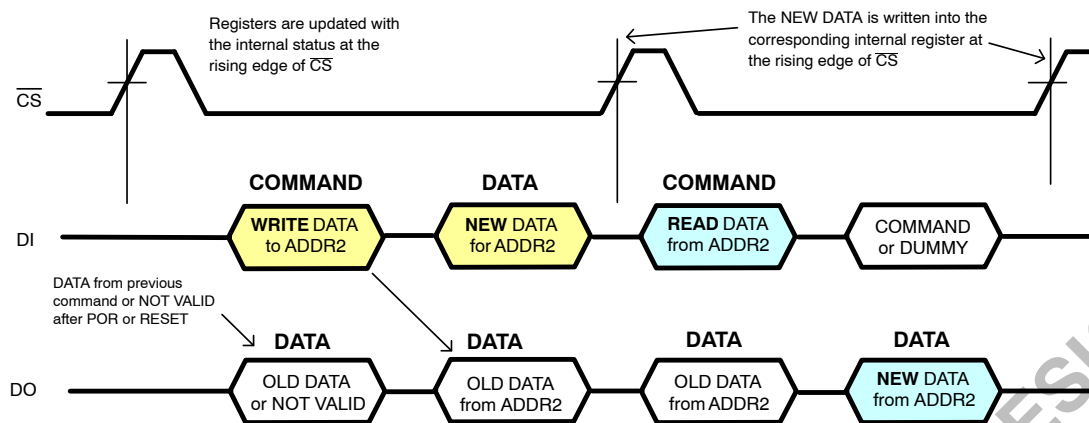 Registers are updated with
the internal status at the
rising edge of CS
The NEW DATA is written into the
corresponding internal register at
the rising edge of CS
CS
COMMAND
DATA
COMMAND
DI
WRITE DATA
to ADDR2
NEW DATA
for ADDR2
READ DATA
from ADDR2
COMMAND
or DUMMY
DATA from previous
command or NOT VALID
after POR or RESET
DATA
DATA
DATA
DATA
DO
OLD DATA
or NOT VALID
OLD DATA
from ADDR2
OLD DATA
from ADDR2
NEW DATA
from ADDR2